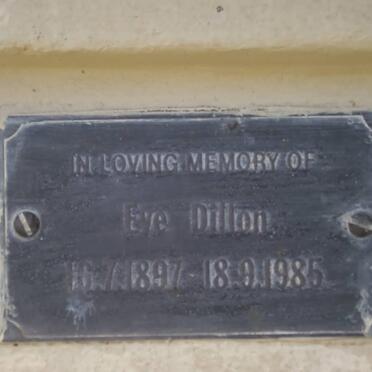 IN LOVING MEMORY OF
Eve Dillon
16.7.1897 - 18.9.1985